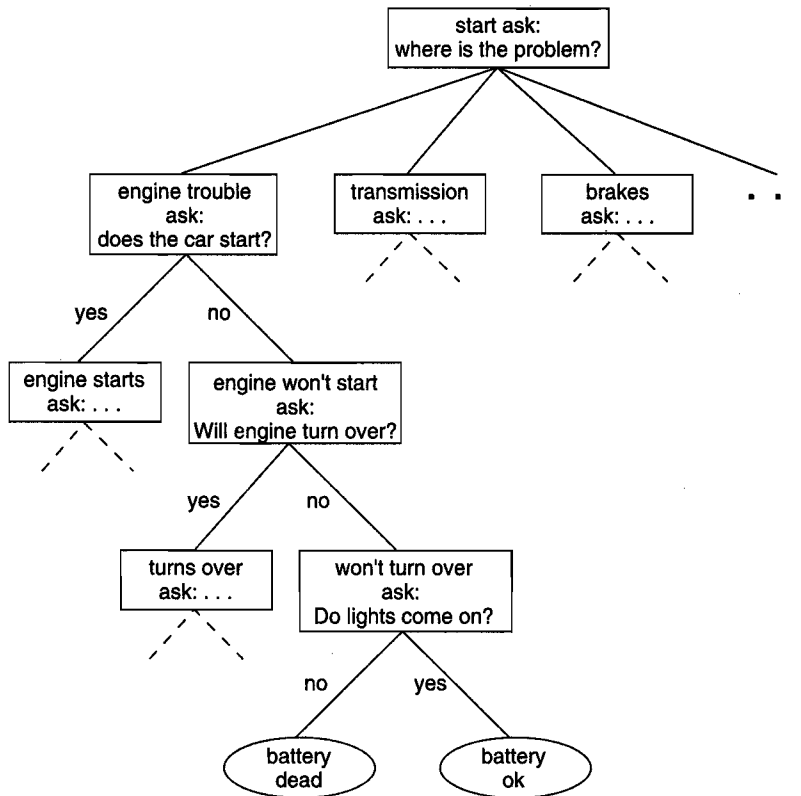 start ask:
where is the problem?
engine trouble
ask:
does the car start?
transmission
ask: . . .
brakes
ask: . . .
. .
yes
no
engine starts
ask: . . .
engine won't start
ask:
Will engine turn over?
yes
no
turns over
ask: . . .
won't turn over
ask:
Do lights come on?
no
yes
battery
dead
battery
ok